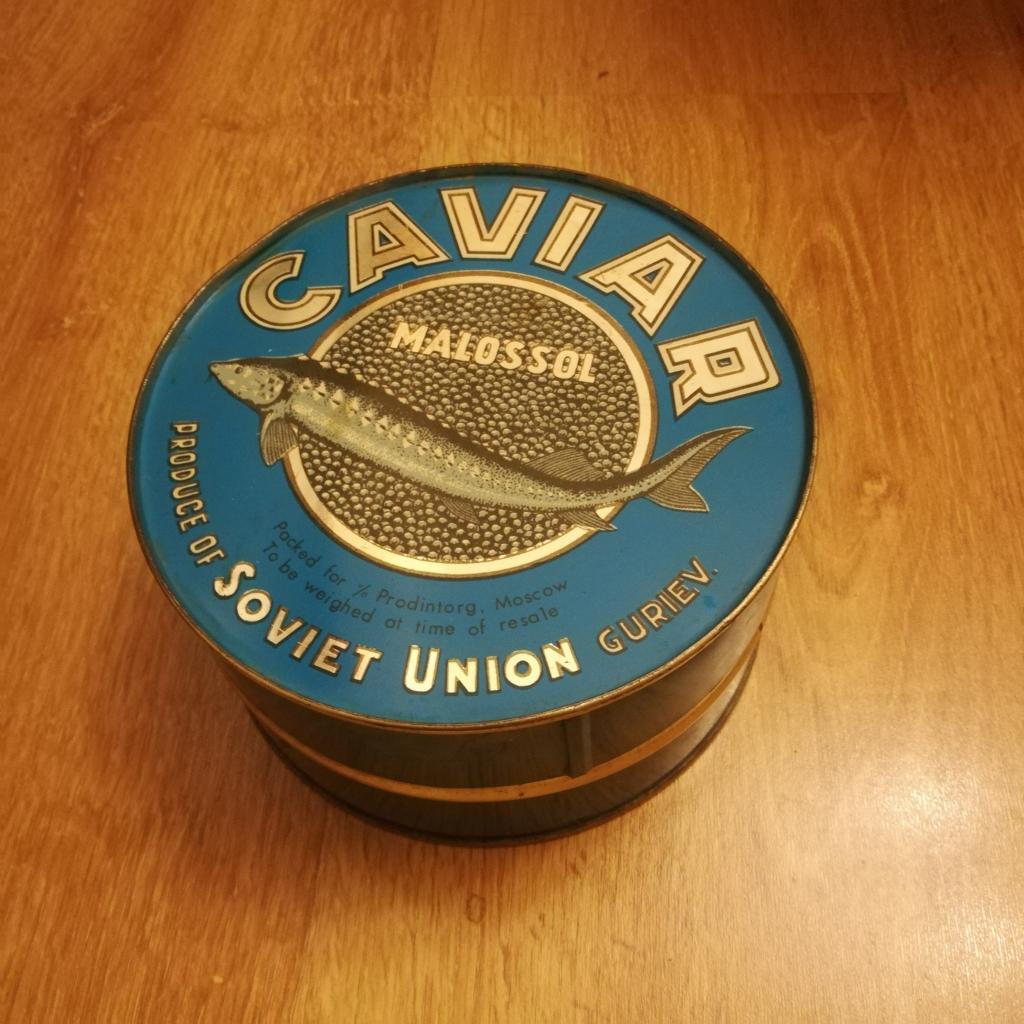 CAVIAR
MALOSSOL
Packed for % Prodintorg, Moscow
To be weighed at time of resale
PRODUCE OF SOVIET UNION GURIEV.